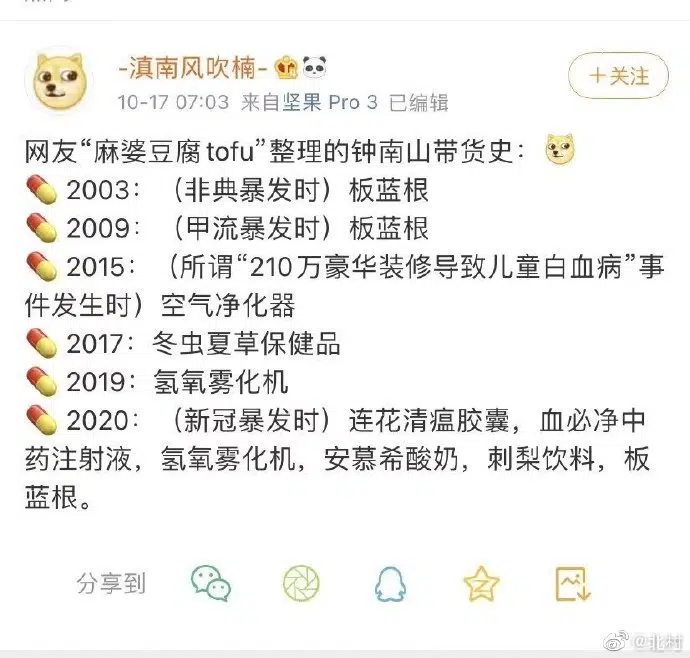 -滇南风吹楠-
+关注
10-17 07:03 来自坚果 Pro 3 已编辑
网友“麻婆豆腐tofu”整理的钟南山带货史：
2003：（非典暴发时）板蓝根
2009：（甲流暴发时）板蓝根
2015：（所谓“210万豪华装修导致儿童白血病”事
件发生时）空气净化器
2017：冬虫夏草保健品
2019：氢氧雾化机
2020：（新冠暴发时）连花清瘟胶囊，血必净中
药注射液，氢氧雾化机，安慕希酸奶，刺梨饮料，板
蓝根。
分享到
@北村